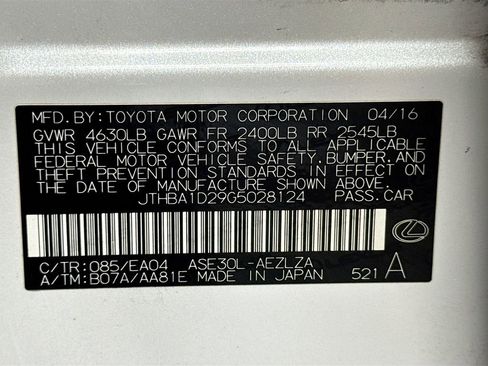 MFD. BY: TOYOTA MOTOR CORPORATION 04/16
GVWR 4630LB GAWR FR 2400LB RR 2545LB
THIS VEHICLE CONFORMS TO ALL APPLICABLE
FEDERAL MOTOR VEHICLE SAFETY, BUMPER, AND
THEFT PREVENTION STANDARDS IN EFFECT ON
THE DATE OF MANUFACTURE SHOWN ABOVE.
JTHBA1D29G5028124 PASS. CAR
C/TR: 085/EA04 ASE30L-AEZLZA
A/TM: B07A/AA81E MADE IN JAPAN 521 A